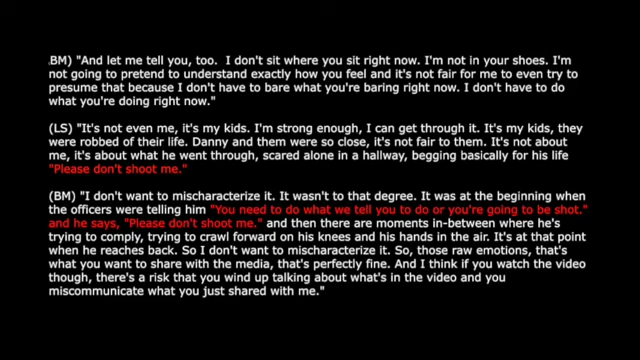 (BM) "And let me tell you, too.  I don't sit where you sit right now. I'm not in your shoes. I'm
not going to pretend to understand exactly how you feel and it's not fair for me to even try to
presume that because I don't have to bare what you're baring right now. I don't have to do
what you're doing right now."
(LS) "It's not even me, it's my kids. I'm strong enough, I can get through it. It's my kids, they
were robbed of their life. Danny and them were so close, it's not fair to them. It's not about
me, it's about what he went through, scared alone in a hallway, begging basically for his life
"Please don't shoot me."
(BM) "I don't want to mischaracterize it. It wasn't to that degree. It was at the beginning when
the officers were telling him "You need to do what we tell you to do or you're going to be shot."
and he says, "Please don't shoot me." and then there are moments in-between where he's
trying to comply, trying to crawl forward on his knees and his hands in the air. It's at that point
when he reaches back. So I don't want to mischaracterize it. So, those raw emotions, that's
what you want to share with the media, that's perfectly fine. And I think if you watch the video
though, there's a risk that you wind up talking about what's in the video and you
miscommunicate what you just shared with me."